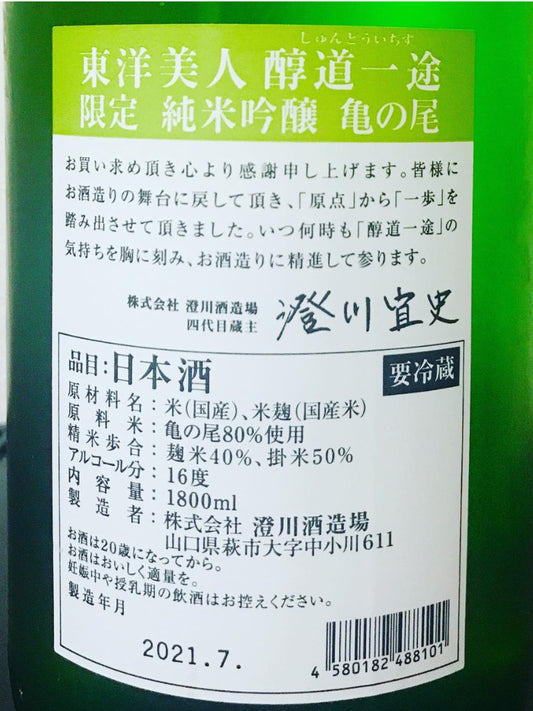 しゅんどういちず
東洋美人 醇道一途
限定 純米吟醸 亀の尾
お買い求め頂き心より感謝申し上げます。皆様に
お酒造りの舞台に戻して頂き、「原点」から「一歩」を
踏み出させて頂きました。いつ何時も「醇道一途」の
気持ちを胸に刻み、お酒造りに精進して参ります。
株式会社 澄川酒造場
四代目蔵主 澄川宜史
品目:日本酒 要冷蔵
原材料名:米(国産)、米麹(国産米)
原料米:亀の尾80%使用
精米歩合:麹米40%、掛米50%
アルコール分:16度
内容量:1800ml
製造者:株式会社 澄川酒造場
山口県萩市大字中小川611
お酒は20歳になってから。
お酒はおいしく適量を。
妊娠中や授乳期の飲酒はお控えください。
製造年月
2021.7.
4 580182 488101